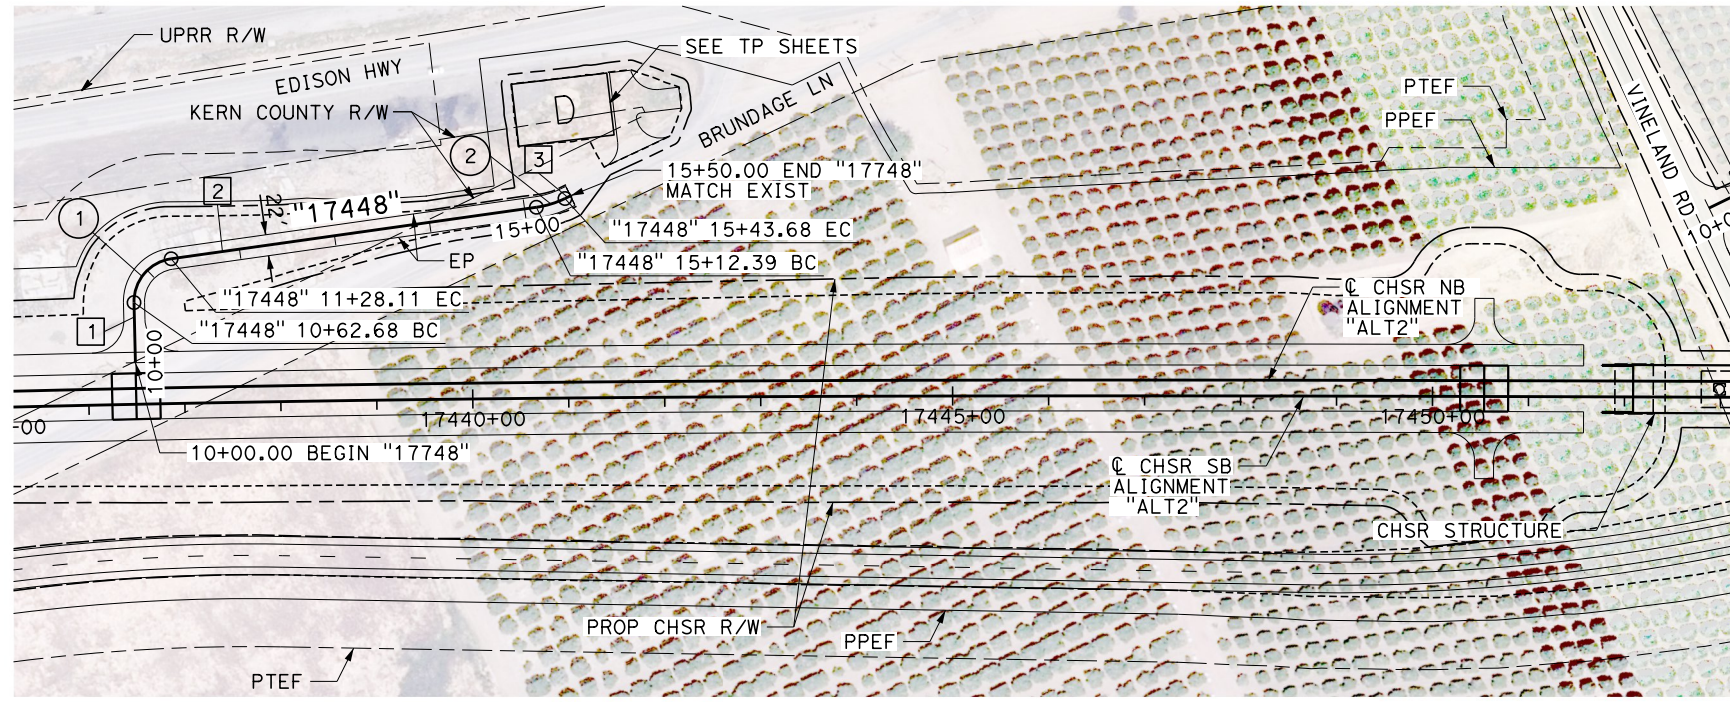 UPRR R/W
EDISON HWY
KERN COUNTY R/W
SEE TP SHEETS
D
BRUNDAGE LN
2
3
15+50.00 END "17748"
MATCH EXIST
PTEF
PPEF
VINELAND RD
2
1
22'
"17448"
15+00
"17448" 15+43.68 EC
EP
"17448" 15+12.39 BC
"17448" 11+28.11 EC
"17448" 10+62.68 BC
1
10+00
℄ CHSR NB
ALIGNMENT
"ALT2"
-00
17440+00
17445+00
17450+00
10+00.00 BEGIN "17748"
℄ CHSR SB
ALIGNMENT
"ALT2"
CHSR STRUCTURE
PROP CHSR R/W
PPEF
PTEF